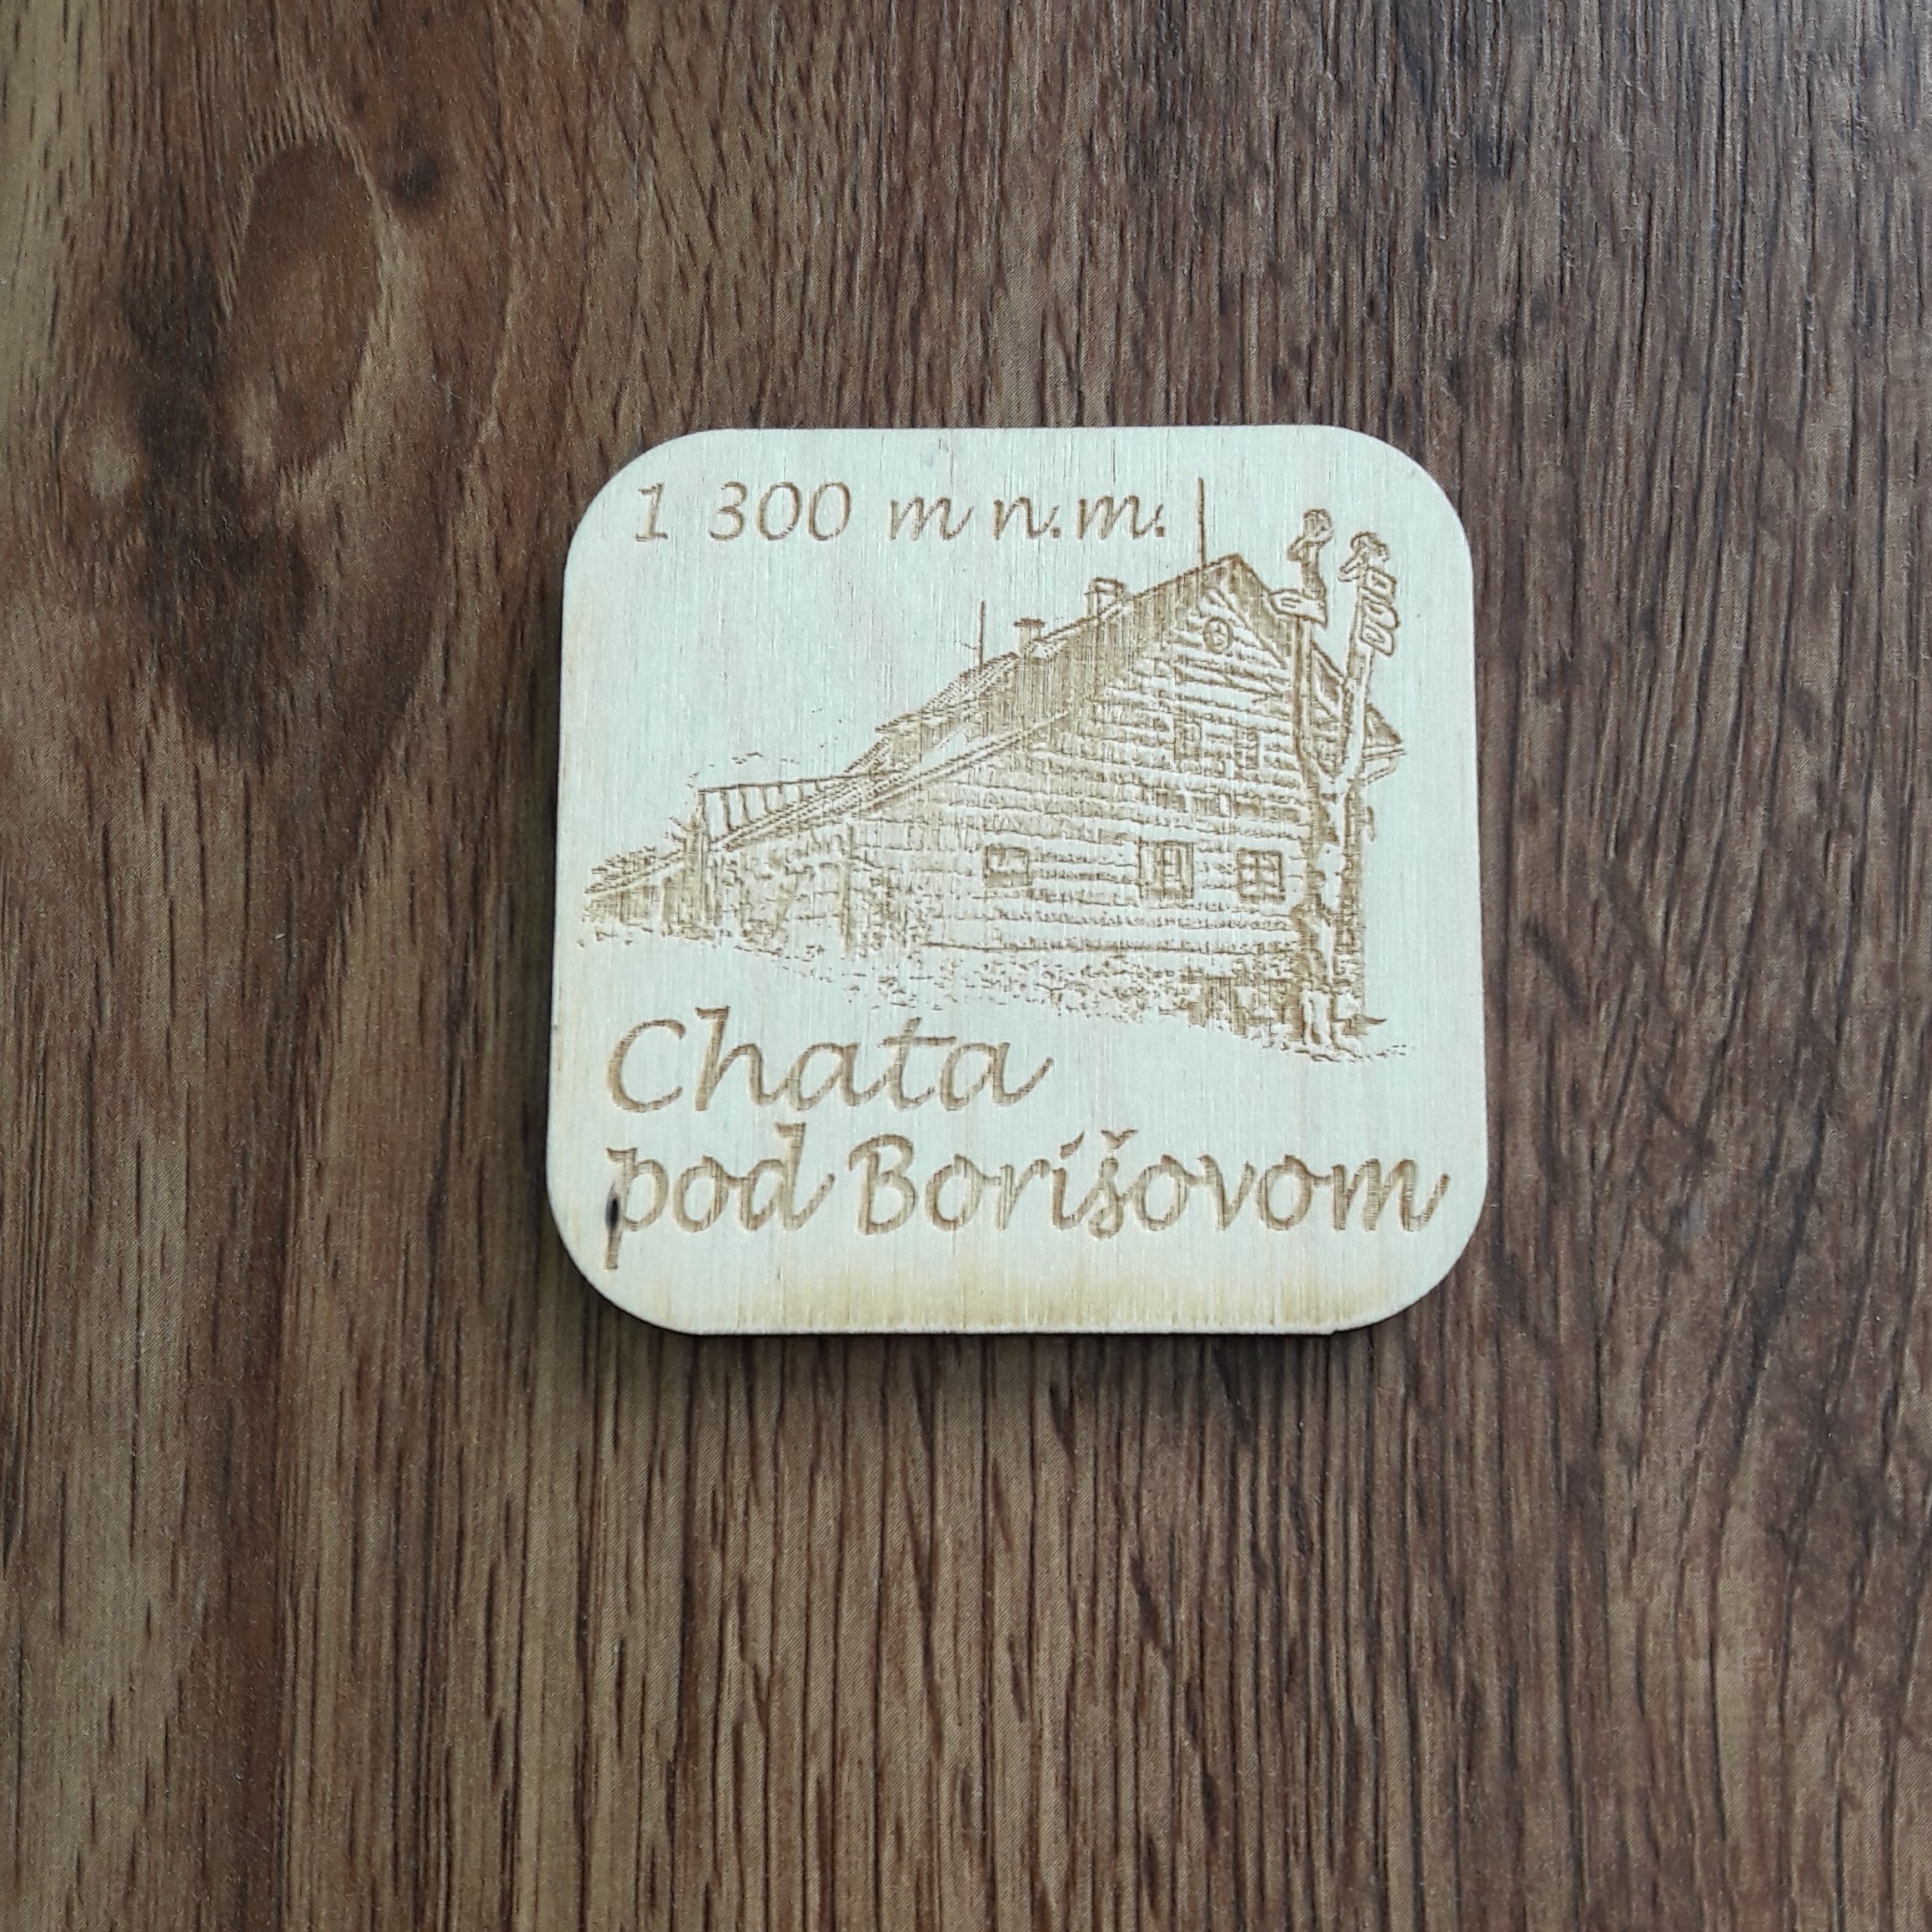 1 300 m n.m.
Chata
pod Borišovom